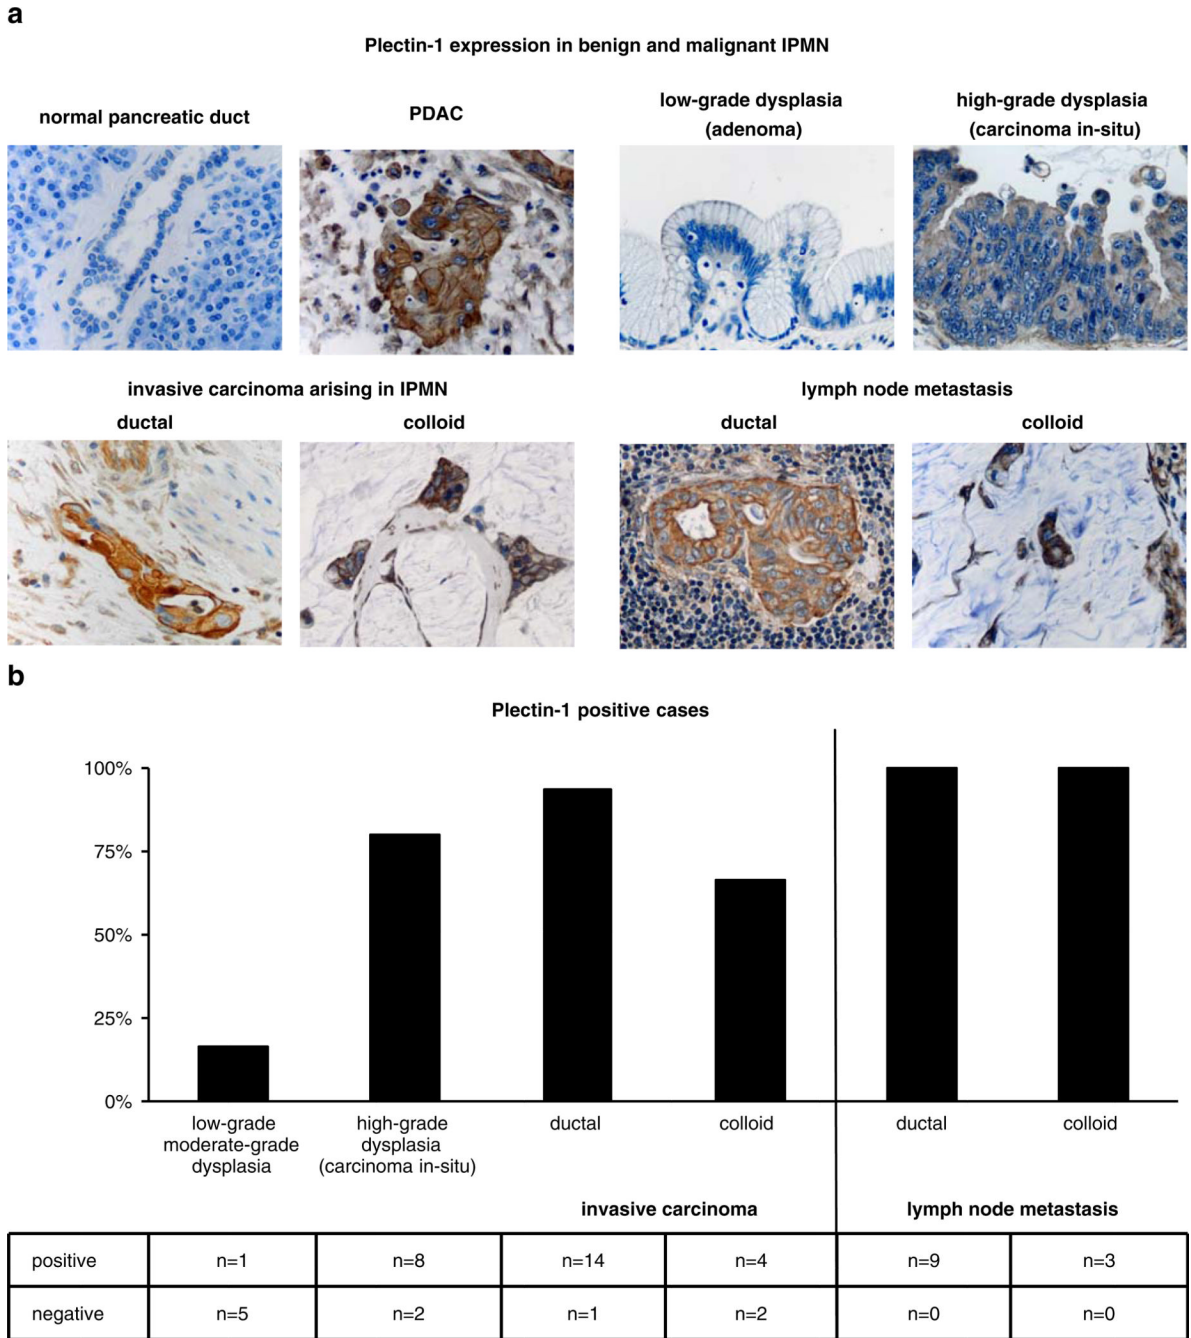 a
Plectin-1 expression in benign and malignant IPMN
normal pancreatic duct
PDAC
low-grade dysplasia
(adenoma)
high-grade dysplasia
(carcinoma in-situ)
invasive carcinoma arising in IPMN
ductal
colloid
lymph node metastasis
ductal
colloid
b
Plectin-1 positive cases
100%
75%
50%
25%
0%
low-grade
moderate-grade
dysplasia
high-grade
dysplasia
(carcinoma in-situ)
ductal
colloid
ductal
colloid
invasive carcinoma
lymph node metastasis
positive n=1 n=8 n=14 n=4 n=9 n=3
negative n=5 n=2 n=1 n=2 n=0 n=0